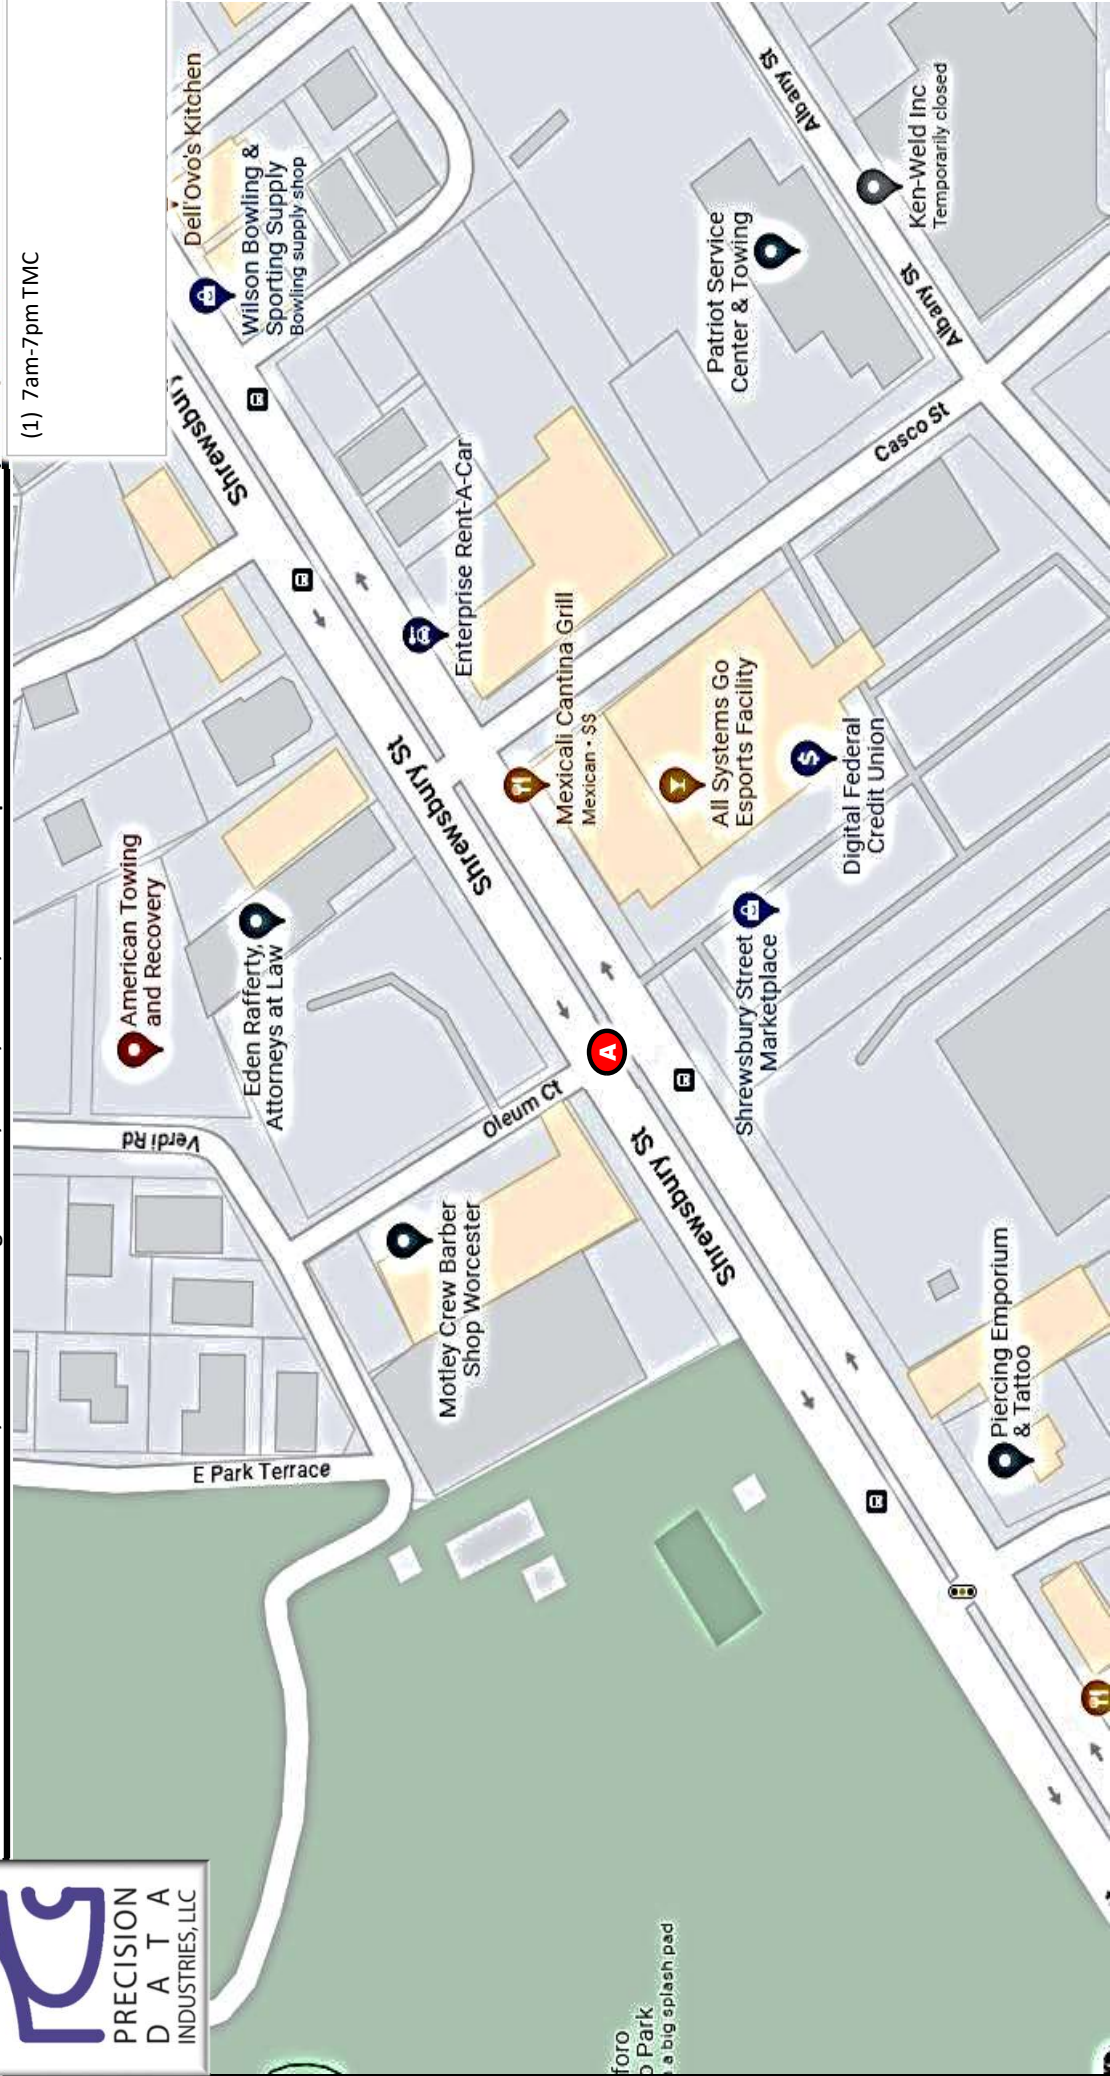 (1) 7am-7pm TMC
PRECISION
DATA
INDUSTRIES, LLC
Verdi Rd
American Towing
and Recovery
Dell'Ovo's Kitchen
E Park Terrace
Eden Rafferty,
Attorneys at Law
Shrewsbury
Wilson Bowling &
Sporting Supply
Bowling supply shop
Motley Crew Barber
Shop Worcester
Oleum Ct
Shrewsbury St
Enterprise Rent-A-Car
A
Shrewsbury St
Mexicali Cantina Grill
Mexican • $$
Park
a big splash pad
All Systems Go
Esports Facility
Patriot Service
Center & Towing
Albany St
Shrewsbury Street
Marketplace
Digital Federal
Credit Union
Casco St
Albany St
Ken-Weld Inc
Temporarily closed
Piercing Emporium
& Tattoo